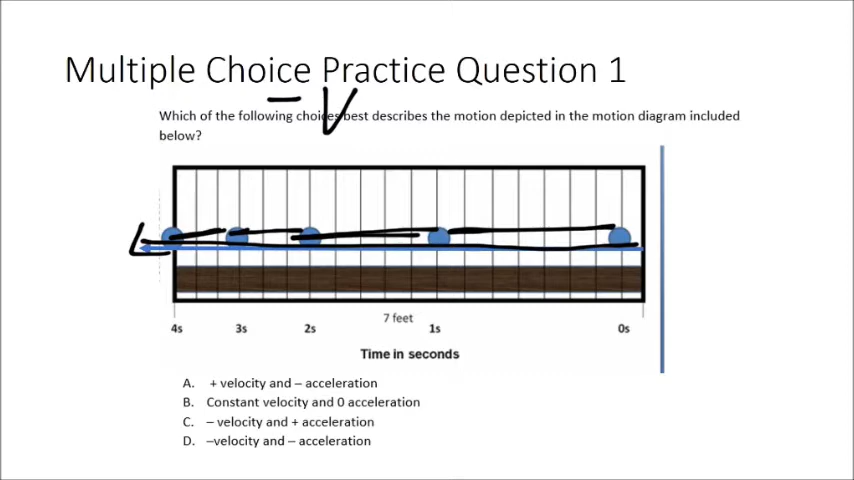 Multiple Choice Practice Question 1
– V
Which of the following choices best describes the motion depicted in the motion diagram included
below?
7 feet
4s 3s 2s 1s 0s
Time in seconds
A. + velocity and – acceleration
B. Constant velocity and 0 acceleration
C. – velocity and + acceleration
D. –velocity and – acceleration